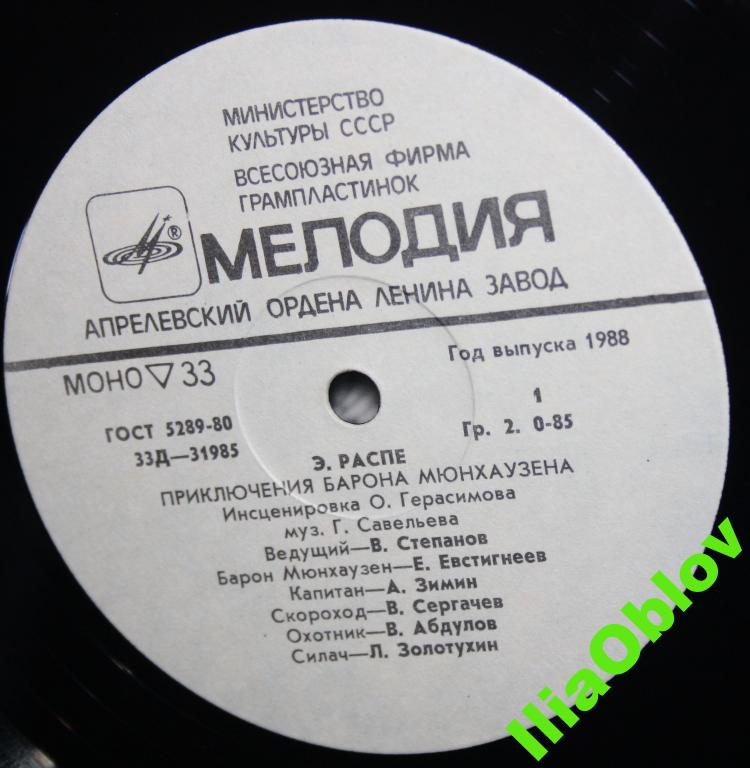 МИНИСТЕРСТВО
КУЛЬТУРЫ СССР
ВСЕСОЮЗНАЯ ФИРМА
ГРАМПЛАСТИНОК
® МЕЛОДИЯ
АПРЕЛЕВСКИЙ ОРДЕНА ЛЕНИНА ЗАВОД
МОНО ▽ 33
Год выпуска 1988
ГОСТ 5289-80
1
33Д—31985
Гр. 2. 0-85
Э. РАСПЕ
ПРИКЛЮЧЕНИЯ БАРОНА МЮНХАУЗЕНА
Инсценировка О. Герасимова
муз. Г. Савельева
Ведущий—В. Степанов
Барон Мюнхаузен—Е. Евстигнеев
Капитан—А. Зимин
Скороход—В. Сергачев
Охотник—В. Абдулов
Силач—Л. Золотухин
IliaOblov